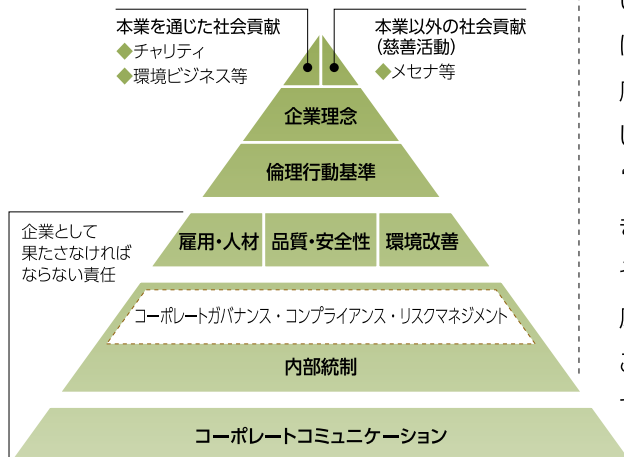 本業を通じた社会貢献
◆チャリティ
◆環境ビジネス等
本業以外の社会貢献
(慈善活動)
◆メセナ等
企業理念
倫理行動基準
企業として
果たさなければ
ならない責任
雇用・人材
品質・安全性
環境改善
コーポレートガバナンス・コンプライアンス・リスクマネジメント
内部統制
コーポレートコミュニケーション